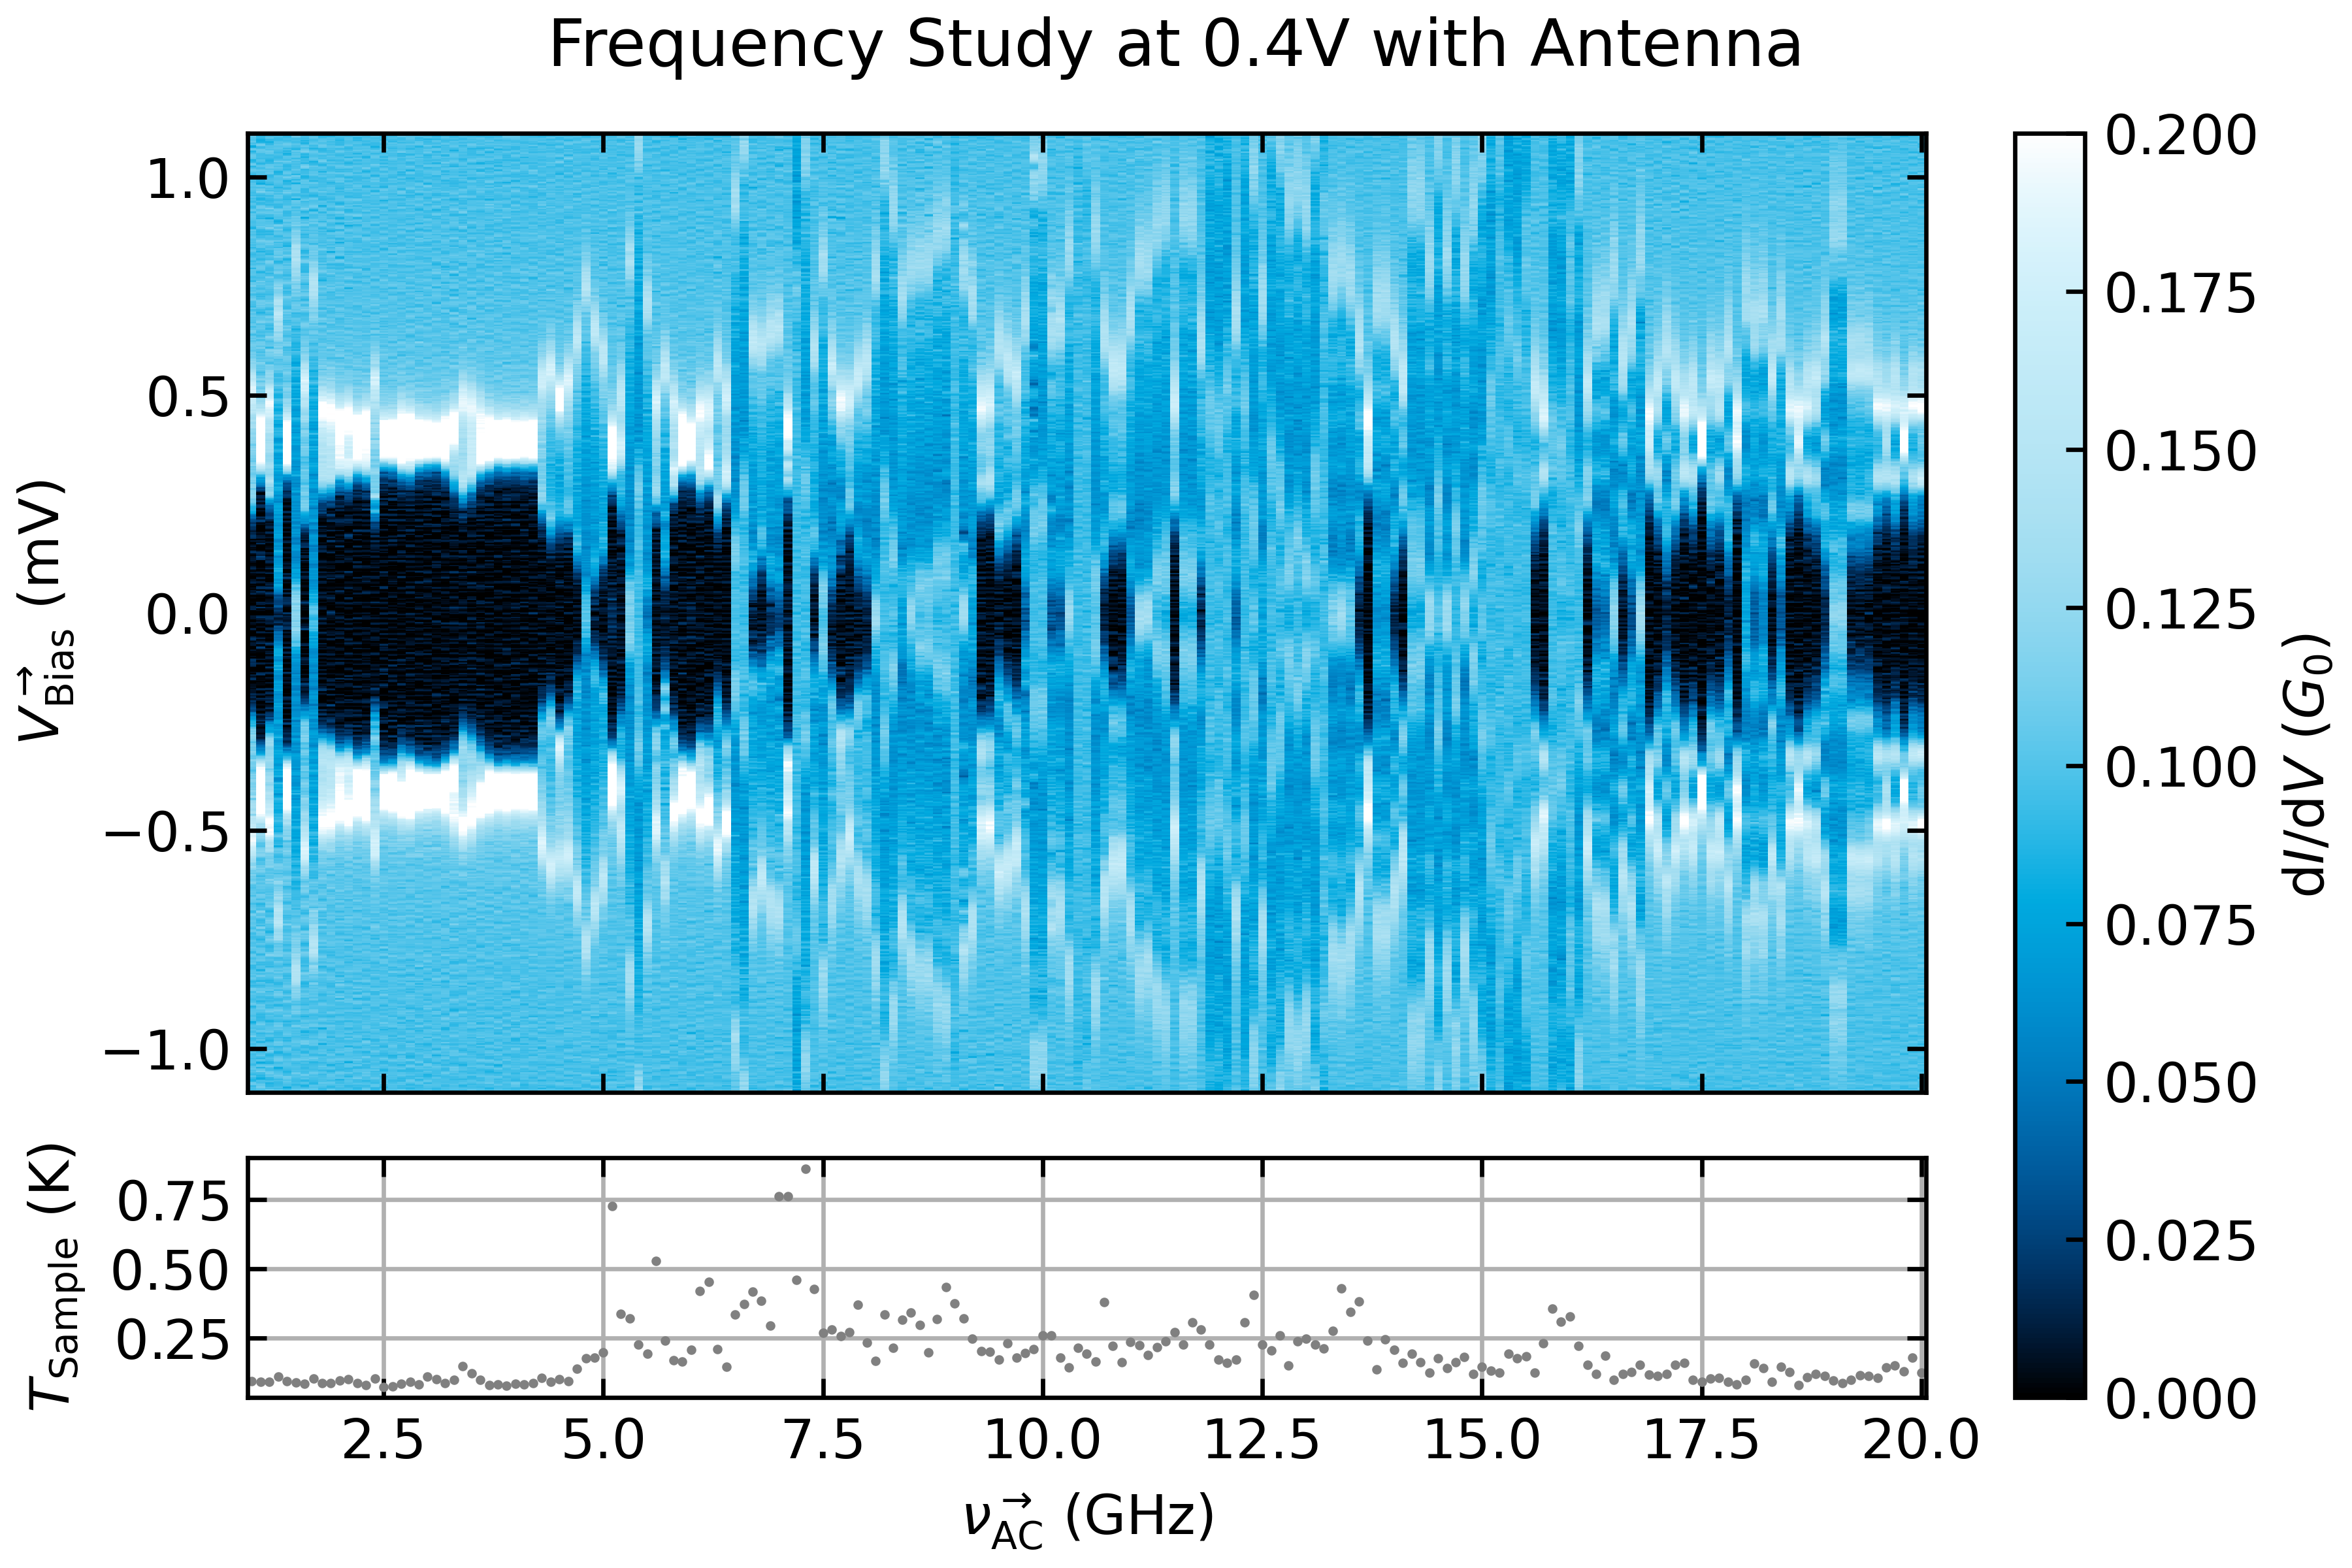 Frequency Study at 0.4V with Antenna
1.0
0.5
0.0
−0.5
−1.0
V→Bias (mV)
0.200
0.175
0.150
0.125
0.100
0.075
0.050
0.025
0.000
dI/dV (G0)
0.75
0.50
0.25
TSample (K)
2.5 5.0 7.5 10.0 12.5 15.0 17.5 20.0
ν→AC (GHz)